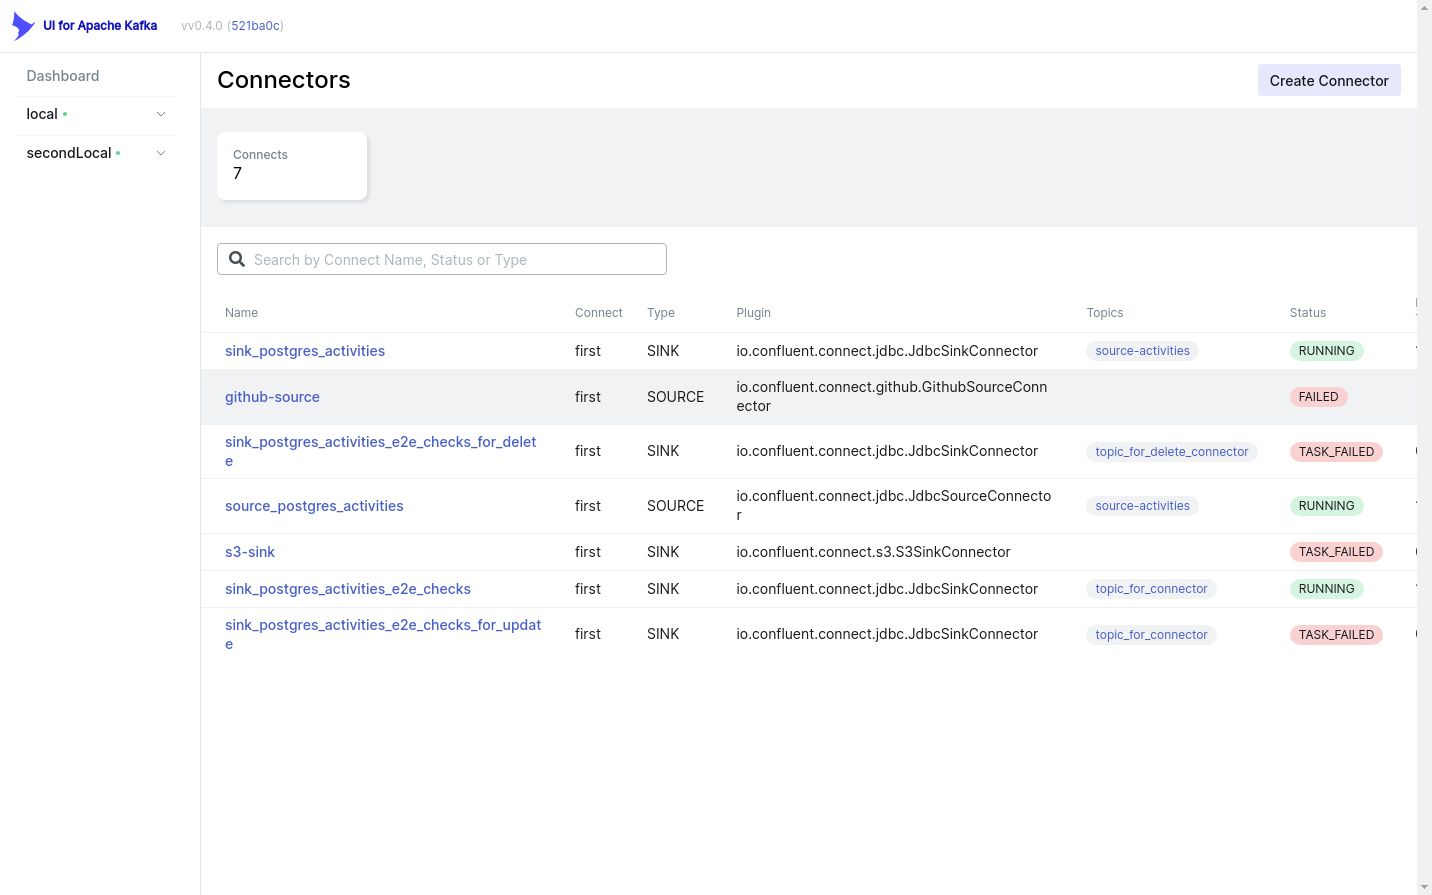 UI for Apache Kafka vv0.4.0 (521ba0c)
Dashboard
local
secondLocal
Connectors
Create Connector
Connects
7
Search by Connect Name, Status or Type
Name Connect Type Plugin Topics Status
sink_postgres_activities first SINK io.confluent.connect.jdbc.JdbcSinkConnector source-activities RUNNING
github-source first SOURCE io.confluent.connect.github.GithubSourceConn
ector FAILED
sink_postgres_activities_e2e_checks_for_delet
e first SINK io.confluent.connect.jdbc.JdbcSinkConnector topic_for_delete_connector TASK_FAILED
source_postgres_activities first SOURCE io.confluent.connect.jdbc.JdbcSourceConnecto
r source-activities RUNNING
s3-sink first SINK io.confluent.connect.s3.S3SinkConnector TASK_FAILED
sink_postgres_activities_e2e_checks first SINK io.confluent.connect.jdbc.JdbcSinkConnector topic_for_connector RUNNING
sink_postgres_activities_e2e_checks_for_updat
e first SINK io.confluent.connect.jdbc.JdbcSinkConnector topic_for_connector TASK_FAILED